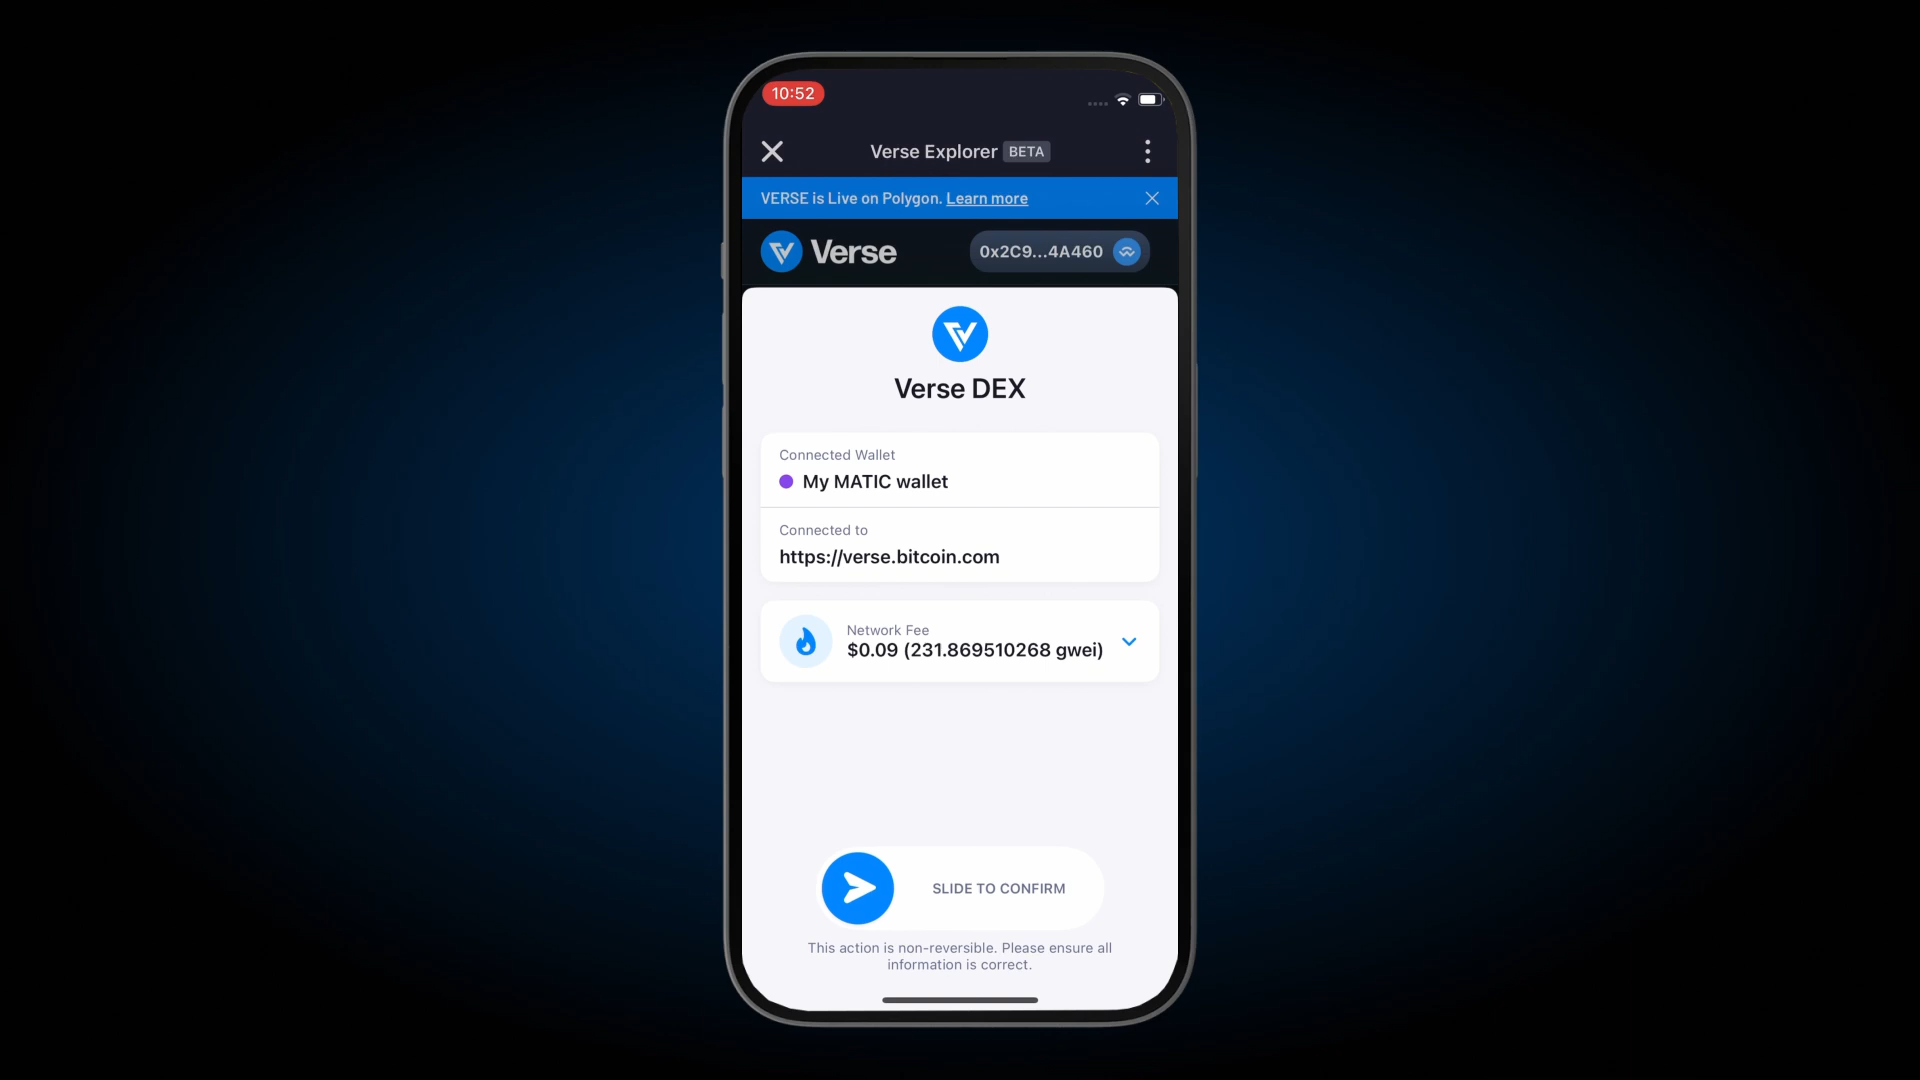 10:52
Verse Explorer BETA
VERSE is Live on Polygon. Learn more
Verse
0x2C9...4A460
Verse DEX
Connected Wallet
My MATIC wallet
Connected to
https://verse.bitcoin.com
Network Fee
$0.09 (231.869510268 gwei)
SLIDE TO CONFIRM
This action is non-reversible. Please ensure all
information is correct.